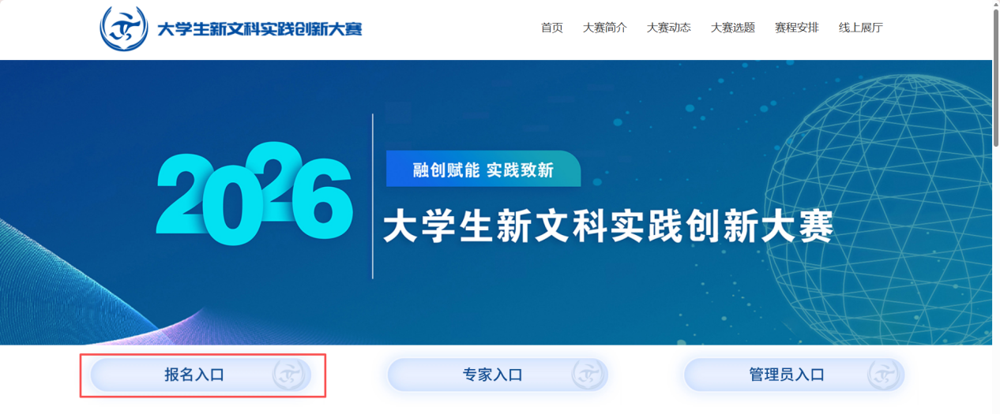 大学生新文科实践创新大赛
首页 大赛简介 大赛动态 大赛选题 赛程安排 线上展厅
2026
融创赋能 实践致新
大学生新文科实践创新大赛
报名入口 专家入口 管理员入口